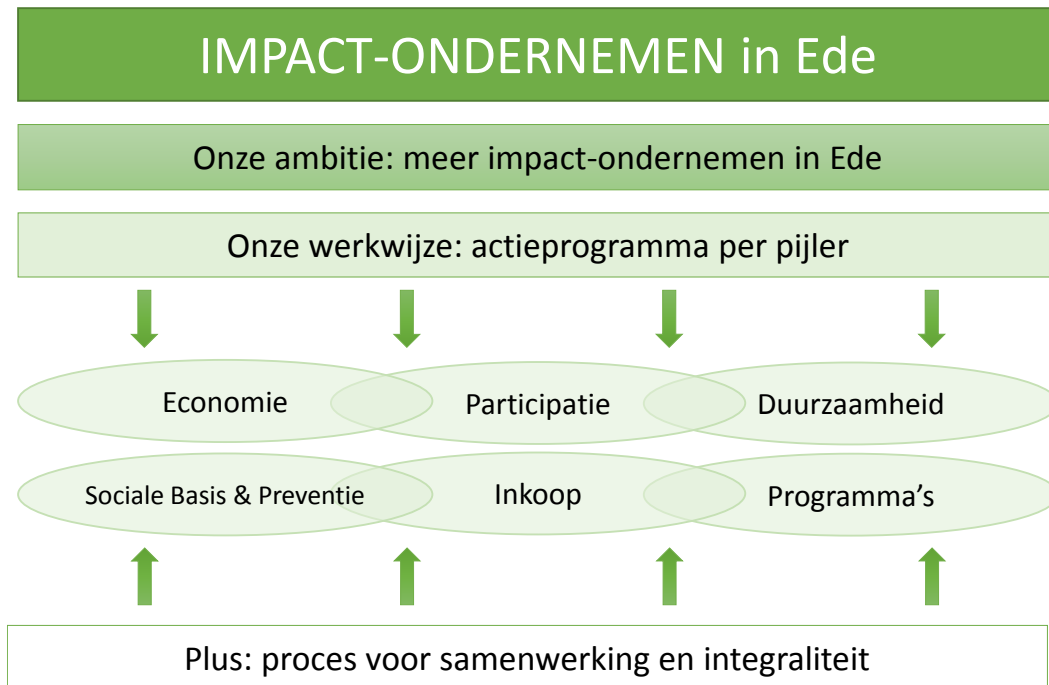 IMPACT-ONDERNEMEN in Ede
Onze ambitie: meer impact-ondernemen in Ede
Onze werkwijze: actieprogramma per pijler
Economie
Participatie
Duurzaamheid
Sociale Basis & Preventie
Inkoop
Programma’s
Plus: proces voor samenwerking en integraliteit